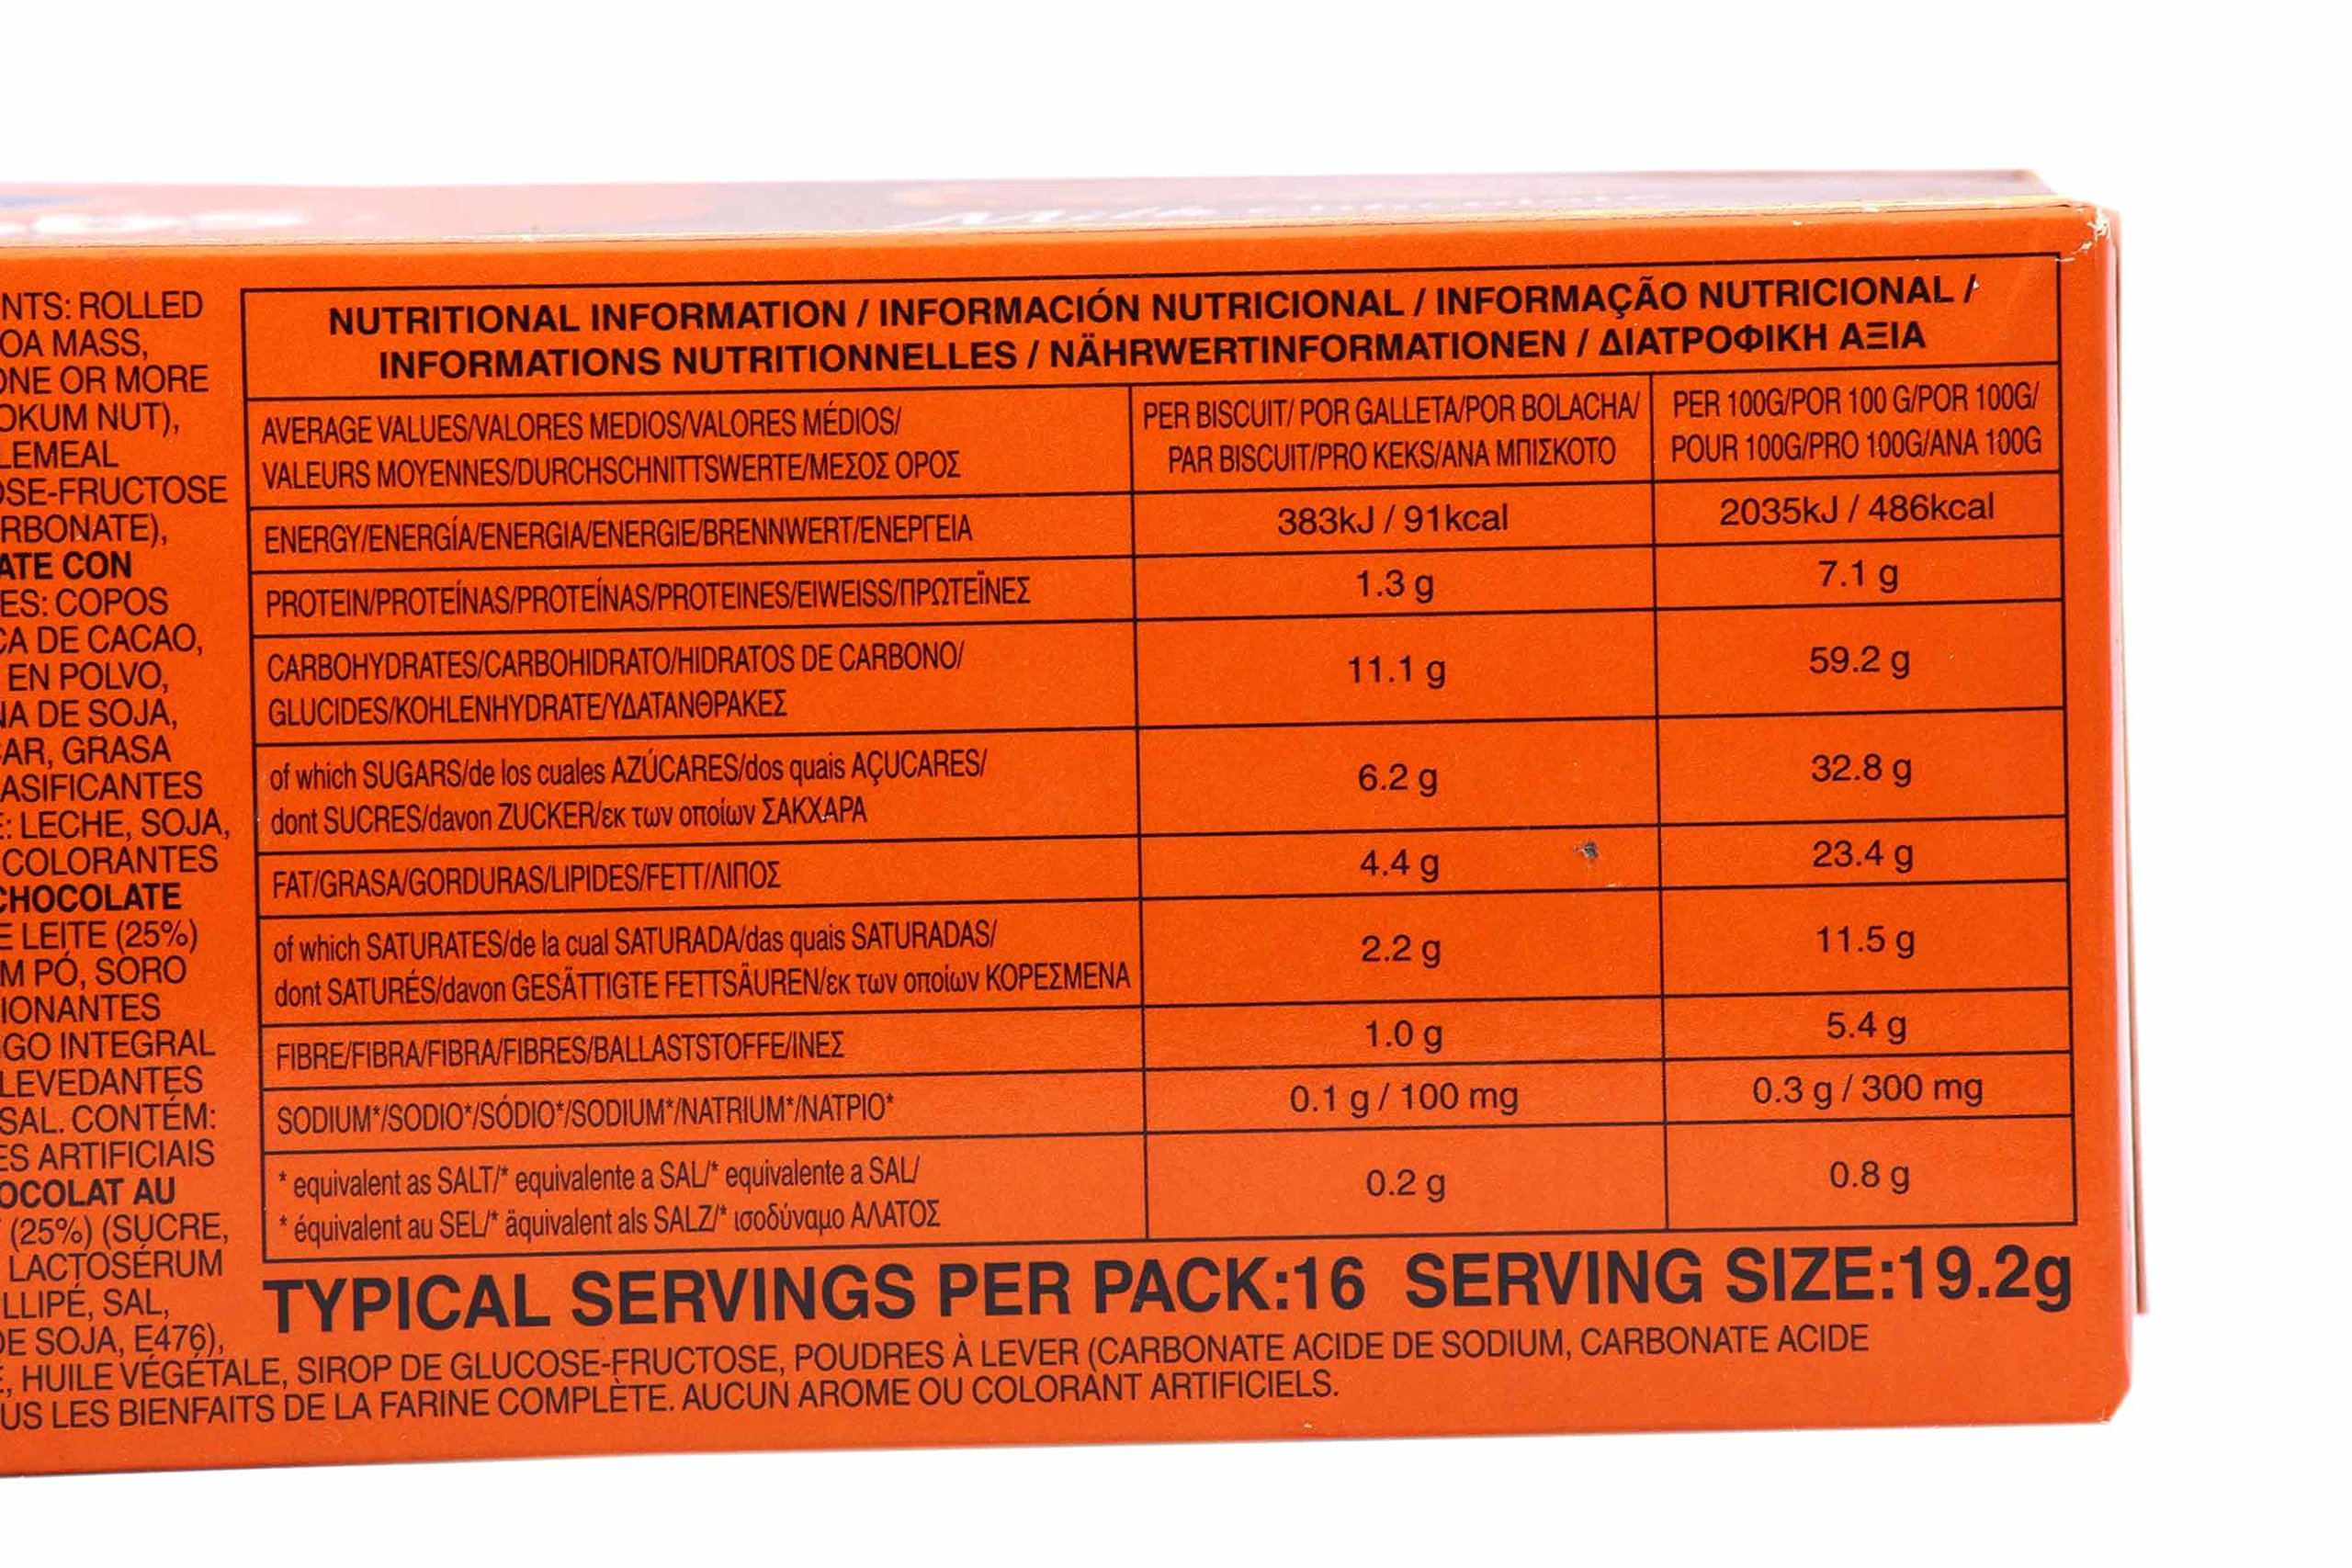 NTS: ROLLED
OA MASS,
ONE OR MORE
OKUM NUT),
LEMEAL
OSE-FRUCTOSE
RBONATE),
ATE CON
ES: COPOS
CA DE CACAO,
EN POLVO,
NA DE SOJA,
CAR, GRASA
ASIFICANTES
E: LECHE, SOJA,
COLORANTES
CHOCOLATE
E LEITE (25%)
M PÓ, SORO
IONANTES
GO INTEGRAL
LEVEDANTES
SAL. CONTÉM:
ES ARTIFICIAIS
OCOLAT AU
(25%) (SUCRE,
LACTOSÉRUM
LLIPÉ, SAL,
DE SOJA, E476),
NUTRITIONAL INFORMATION / INFORMACIÓN NUTRICIONAL / INFORMAÇÃO NUTRICIONAL /
INFORMATIONS NUTRITIONNELLES / NÄHRWERTINFORMATIONEN / ΔΙΑΤΡΟΦΙΚΗ ΑΞΙΑ
AVERAGE VALUES/VALORES MEDIOS/VALORES MÉDIOS/
VALEURS MOYENNES/DURCHSCHNITTSWERTE/ΜΕΣΟΣ ΟΡΟΣ
PER BISCUIT/ POR GALLETA/POR BOLACHA/
PAR BISCUIT/PRO KEKS/ΑΝΑ ΜΠΙΣΚΟΤΟ
PER 100G/POR 100 G/POR 100G/
POUR 100G/PRO 100G/ΑΝΑ 100G
ENERGY/ENERGÍA/ENERGIA/ENERGIE/BRENNWERT/ΕΝΕΡΓΕΙΑ 383kJ / 91kcal 2035kJ / 486kcal
PROTEIN/PROTEÍNAS/PROTEÍNAS/PROTEINES/EIWEISS/ΠΡΩΤΕΪΝΕΣ 1.3 g 7.1 g
CARBOHYDRATES/CARBOHIDRATO/HIDRATOS DE CARBONO/
GLUCIDES/KOHLENHYDRATE/ΥΔΑΤΑΝΘΡΑΚΕΣ
11.1 g 59.2 g
of which SUGARS/de los cuales AZÚCARES/dos quais AÇUCARES/
dont SUCRES/davon ZUCKER/εκ των οποίων ΣΑΚΧΑΡΑ
6.2 g 32.8 g
FAT/GRASA/GORDURAS/LIPIDES/FETT/ΛΙΠΟΣ 4.4 g 23.4 g
of which SATURATES/de la cual SATURADA/das quais SATURADAS/
dont SATURÉS/davon GESÄTTIGTE FETTSÄUREN/εκ των οποίων ΚΟΡΕΣΜΕΝΑ
2.2 g 11.5 g
FIBRE/FIBRA/FIBRA/FIBRES/BALLASTSTOFFE/ΙΝΕΣ 1.0 g 5.4 g
SODIUM*/SODIO*/SÓDIO*/SODIUM*/NATRIUM*/ΝΑΤΡΙΟ* 0.1 g / 100 mg 0.3 g / 300 mg
* equivalent as SALT/* equivalente a SAL/* equivalente a SAL/
* équivalent au SEL/* äquivalent als SALZ/* ισοδύναμο ΑΛΑΤΟΣ
0.2 g 0.8 g
TYPICAL SERVINGS PER PACK:16 SERVING SIZE:19.2g
E, HUILE VÉGÉTALE, SIROP DE GLUCOSE-FRUCTOSE, POUDRES À LEVER (CARBONATE ACIDE DE SODIUM, CARBONATE ACIDE
US LES BIENFAITS DE LA FARINE COMPLÈTE. AUCUN AROME OU COLORANT ARTIFICIELS.